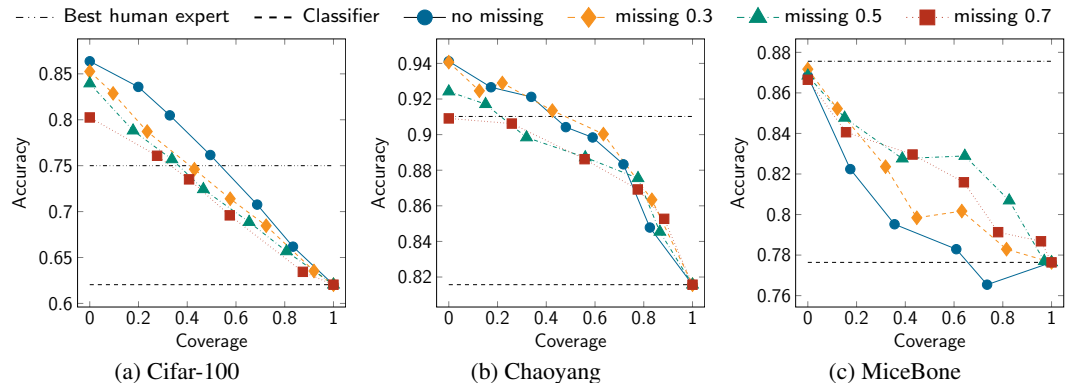 Best human expert Classifier no missing missing 0.3 missing 0.5 missing 0.7
Accuracy
0.85
0.8
0.75
0.7
0.65
0.6
0 0.2 0.4 0.6 0.8 1
Coverage
(a) Cifar-100
Accuracy
0.94
0.92
0.9
0.88
0.86
0.84
0.82
0 0.2 0.4 0.6 0.8 1
Coverage
(b) Chaoyang
Accuracy
0.88
0.86
0.84
0.82
0.8
0.78
0.76
0 0.2 0.4 0.6 0.8 1
Coverage
(c) MiceBone